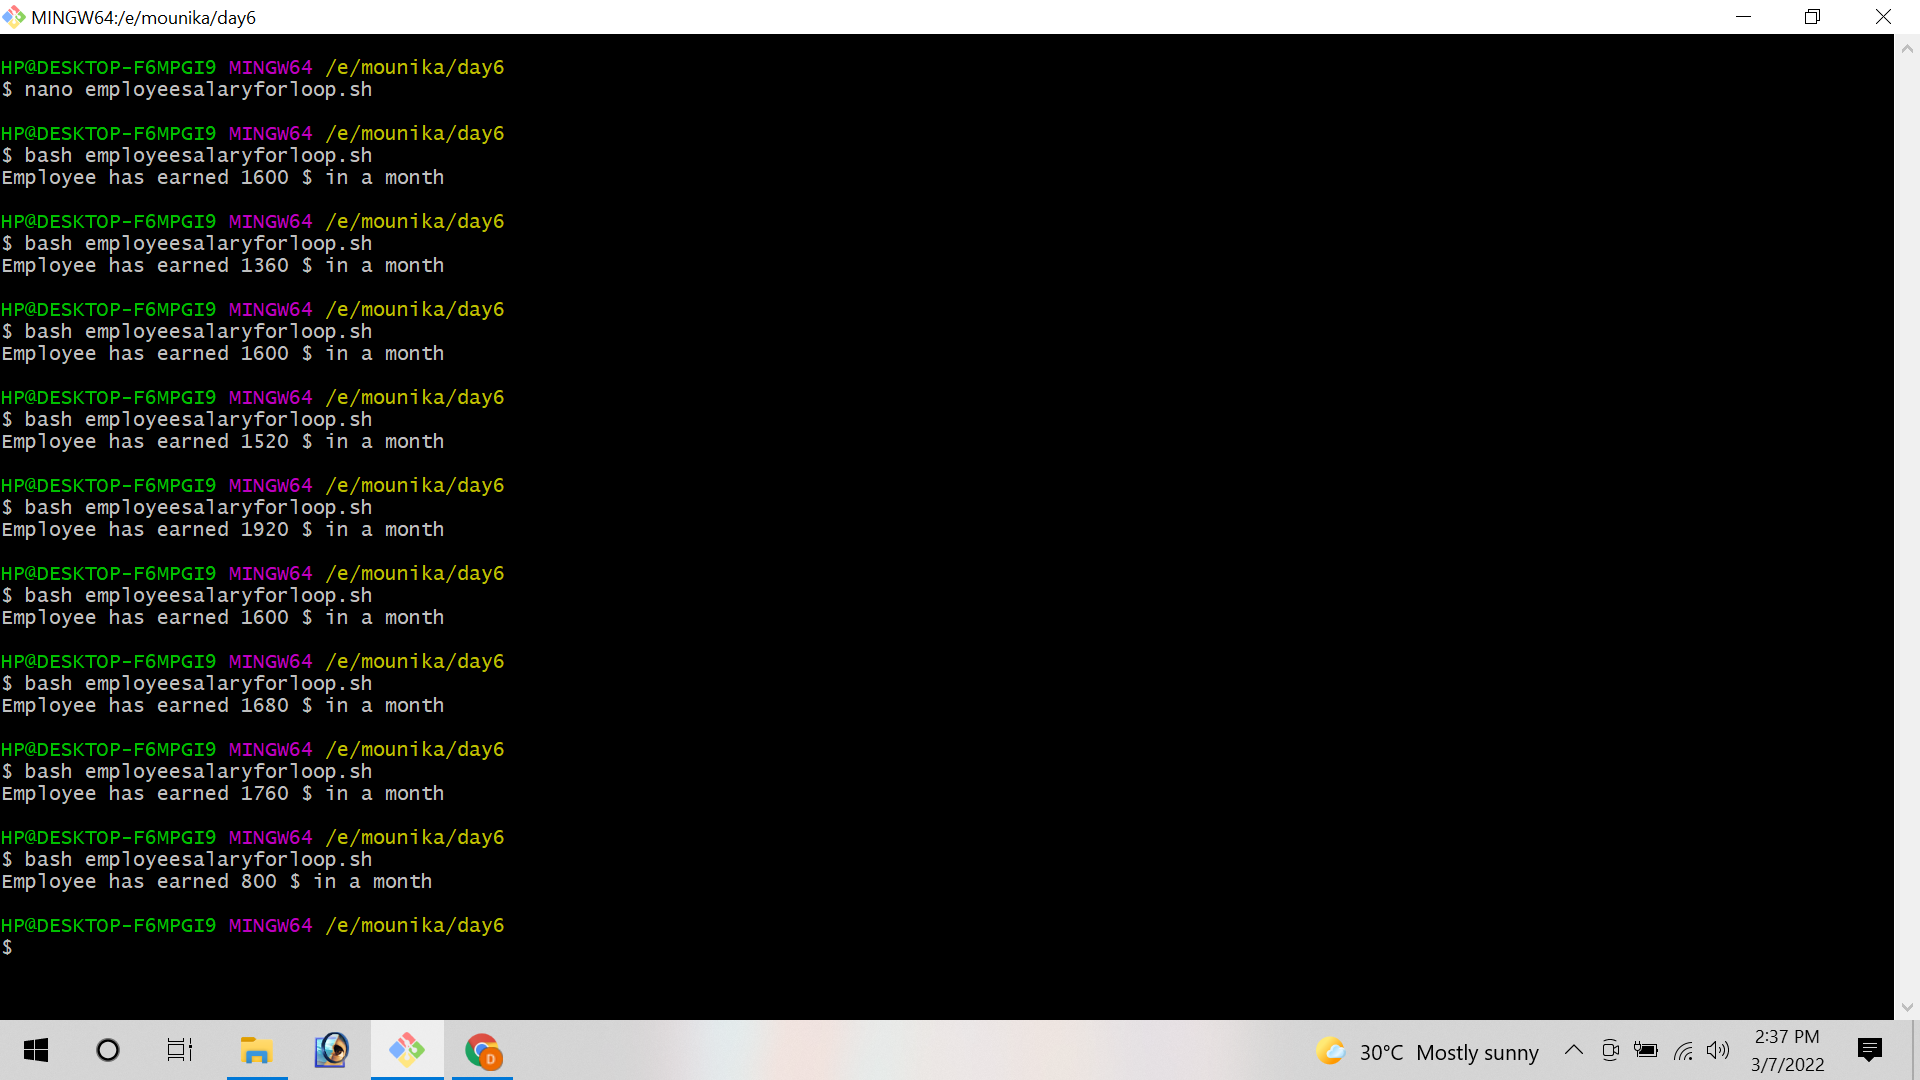 MINGW64:/e/mounika/day6
HP@DESKTOP-F6MPGI9 MINGW64 /e/mounika/day6
$ nano employeesalaryforloop.sh
HP@DESKTOP-F6MPGI9 MINGW64 /e/mounika/day6
$ bash employeesalaryforloop.sh
Employee has earned 1600 $ in a month
HP@DESKTOP-F6MPGI9 MINGW64 /e/mounika/day6
$ bash employeesalaryforloop.sh
Employee has earned 1360 $ in a month
HP@DESKTOP-F6MPGI9 MINGW64 /e/mounika/day6
$ bash employeesalaryforloop.sh
Employee has earned 1600 $ in a month
HP@DESKTOP-F6MPGI9 MINGW64 /e/mounika/day6
$ bash employeesalaryforloop.sh
Employee has earned 1520 $ in a month
HP@DESKTOP-F6MPGI9 MINGW64 /e/mounika/day6
$ bash employeesalaryforloop.sh
Employee has earned 1920 $ in a month
HP@DESKTOP-F6MPGI9 MINGW64 /e/mounika/day6
$ bash employeesalaryforloop.sh
Employee has earned 1600 $ in a month
HP@DESKTOP-F6MPGI9 MINGW64 /e/mounika/day6
$ bash employeesalaryforloop.sh
Employee has earned 1680 $ in a month
HP@DESKTOP-F6MPGI9 MINGW64 /e/mounika/day6
$ bash employeesalaryforloop.sh
Employee has earned 1760 $ in a month
HP@DESKTOP-F6MPGI9 MINGW64 /e/mounika/day6
$ bash employeesalaryforloop.sh
Employee has earned 800 $ in a month
HP@DESKTOP-F6MPGI9 MINGW64 /e/mounika/day6
$
D
30°C Mostly sunny
2:37 PM
3/7/2022